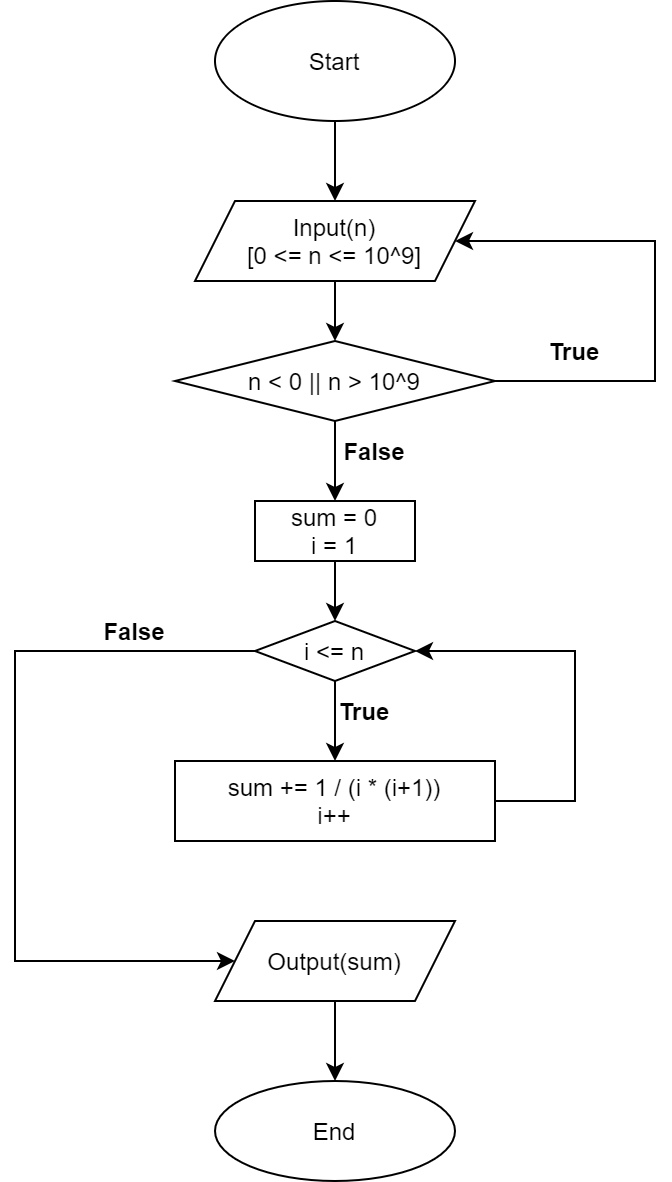 Start
Input(n)
[0 <= n <= 10^9]
n < 0 || n > 10^9
True
False
sum = 0
i = 1
False
i <= n
True
sum += 1 / (i * (i+1))
i++
Output(sum)
End